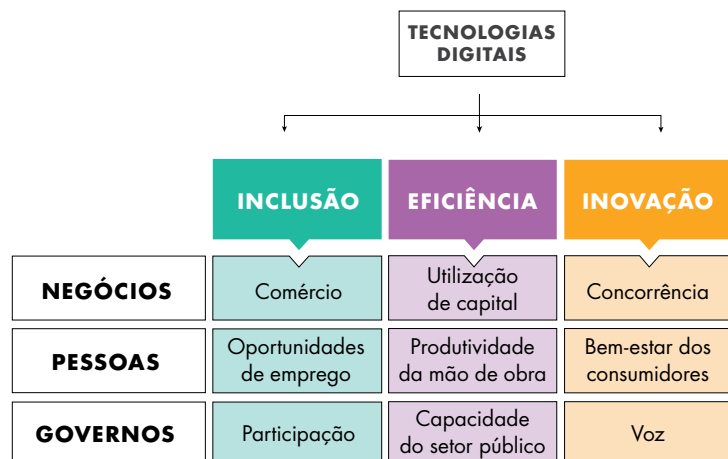 TECNOLOGIAS
DIGITAIS
INCLUSÃO
EFICIÊNCIA
INOVAÇÃO
NEGÓCIOS
Comércio
Utilização
de capital
Concorrência
PESSOAS
Oportunidades
de emprego
Produtividade
da mão de obra
Bem-estar dos
consumidores
GOVERNOS
Participação
Capacidade
do setor público
Voz